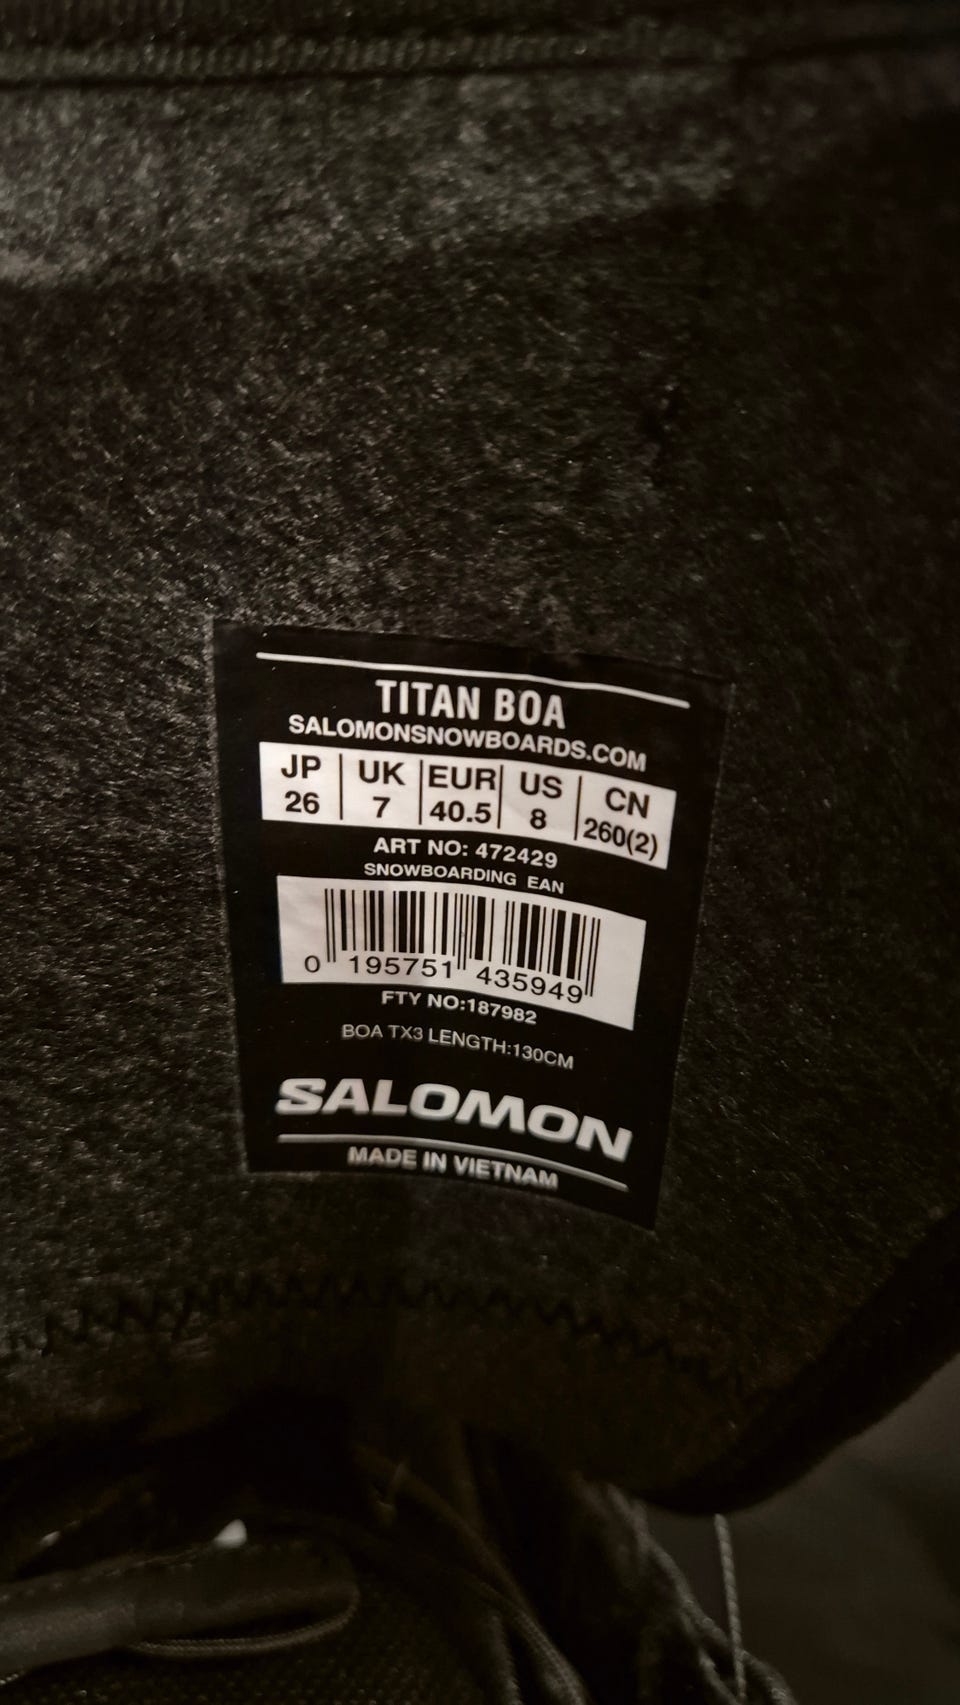 TITAN BOA
SALOMONSNOWBOARDS.COM
JP UK EUR US CN
26 7 40.5 8 260(2)
ART NO: 472429
SNOWBOARDING EAN
0 195751 435949
FTY NO:187982
BOA TX3 LENGTH:130CM
SALOMON
MADE IN VIETNAM